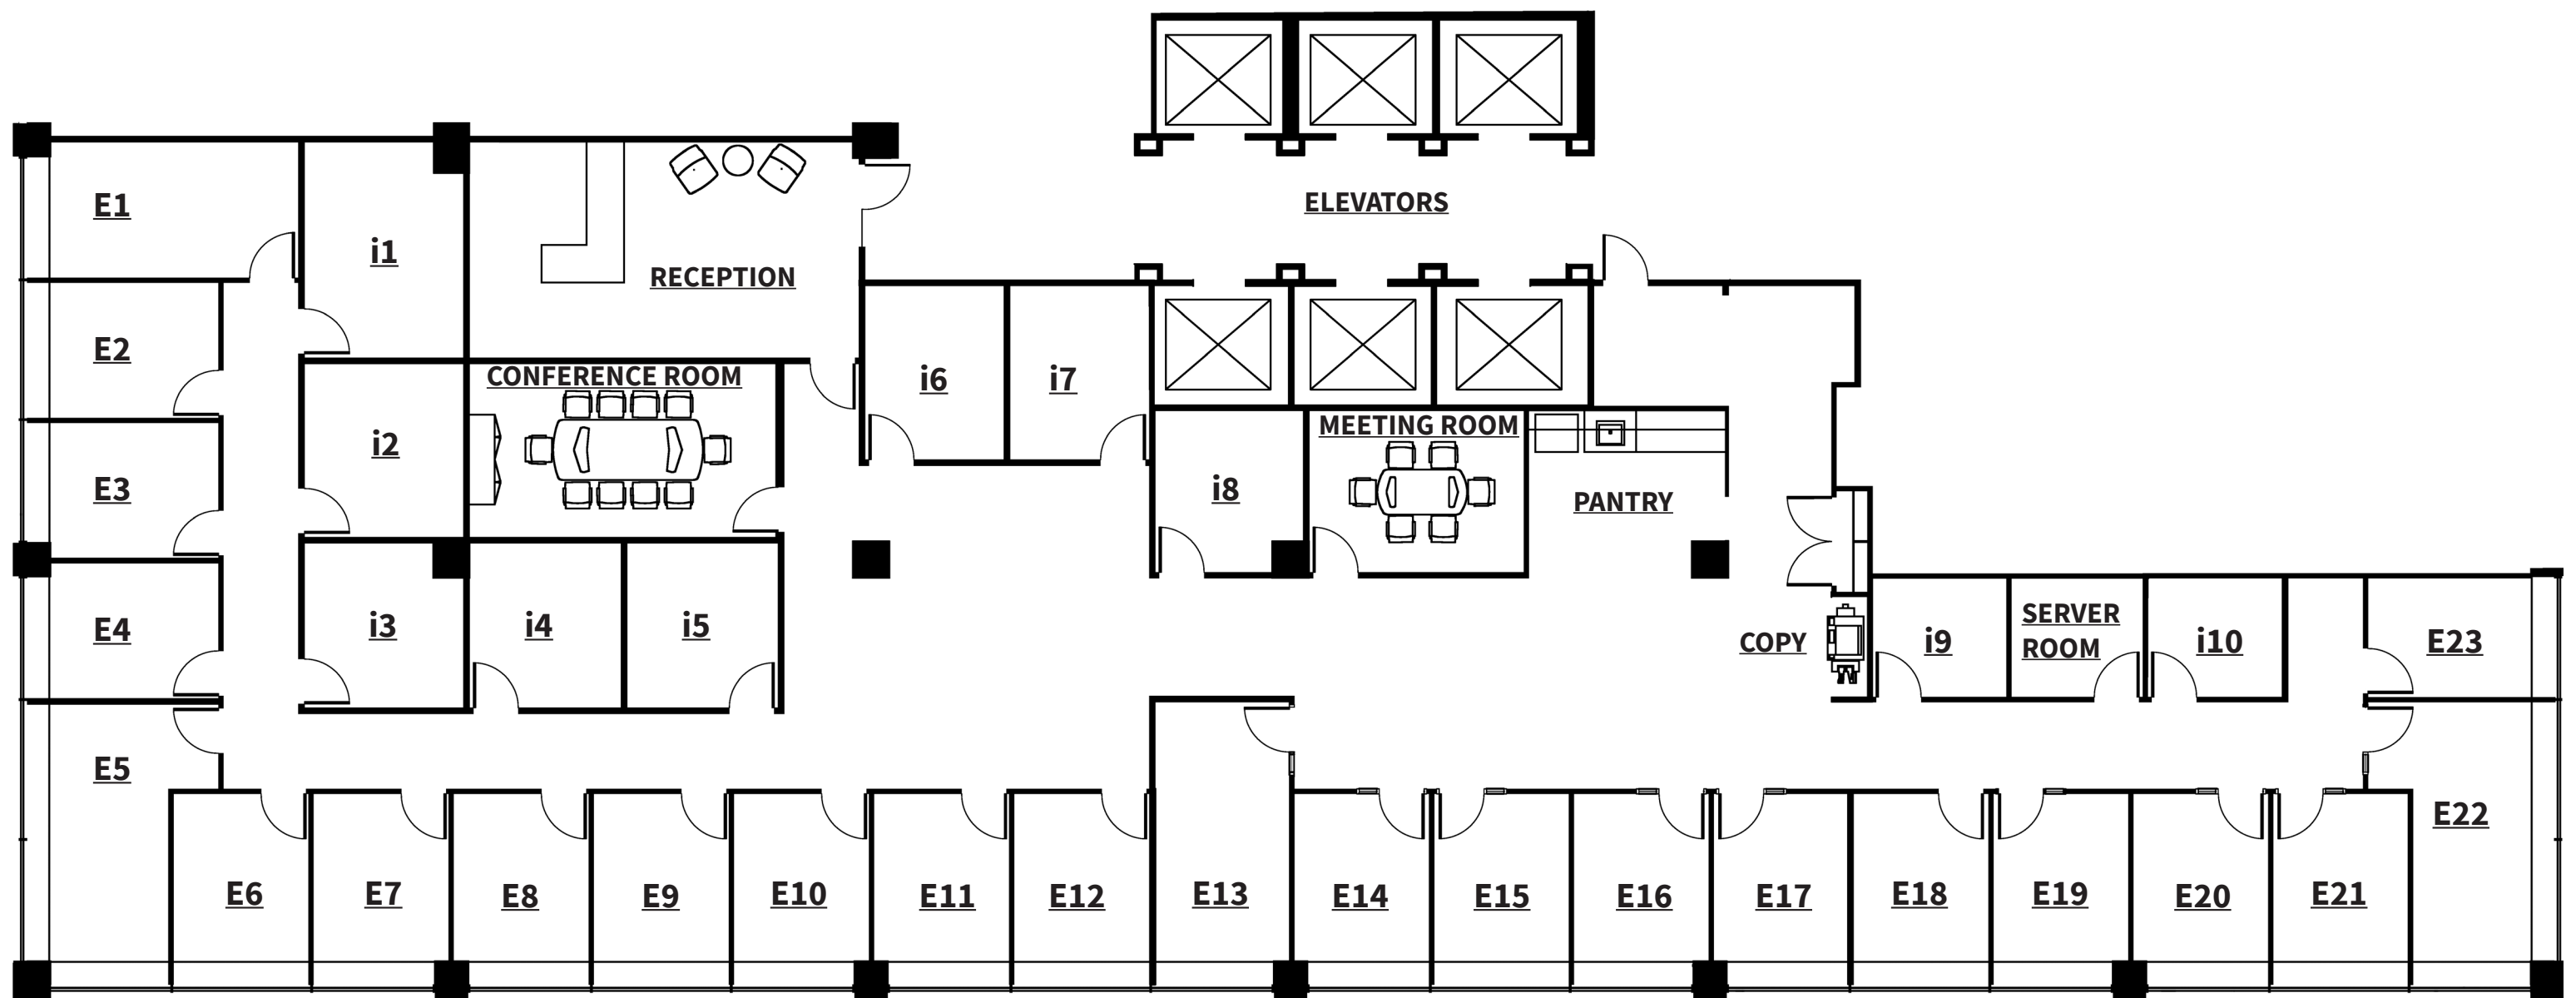 ELEVATORS
E1
i1
RECEPTION
E2
CONFERENCE ROOM
i6
i7
MEETING ROOM
i2
E3
i8
PANTRY
E4
i3
i4
i5
COPY
i9
SERVER
ROOM
i10
E23
E5
E22
E6
E7
E8
E9
E10
E11
E12
E13
E14
E15
E16
E17
E18
E19
E20
E21